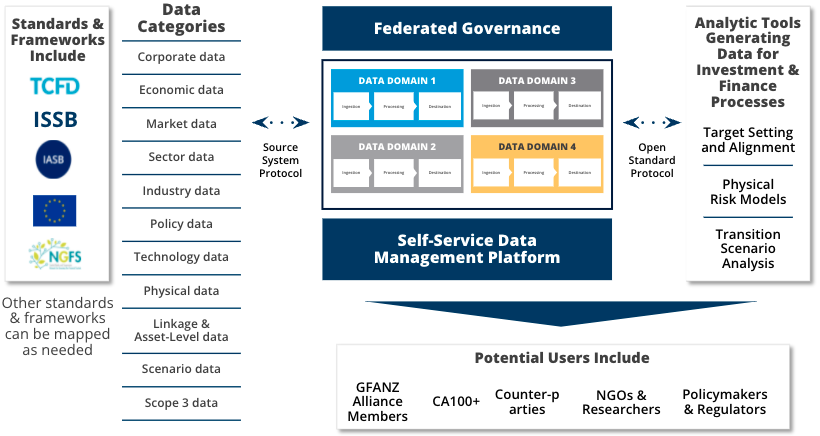 Standards &
Frameworks
Include
TCFD
ISSB
IASB
NGFS
Other standards
& frameworks
can be mapped
as needed
Data
Categories
Corporate data
Economic data
Market data
Sector data
Industry data
Policy data
Technology data
Physical data
Linkage &
Asset-Level data
Scenario data
Scope 3 data
Source
System
Protocol
Federated Governance
DATA DOMAIN 1
Ingestion
Processing
Destination
DATA DOMAIN 3
Ingestion
Processing
Destination
DATA DOMAIN 2
Ingestion
Processing
Destination
DATA DOMAIN 4
Ingestion
Processing
Destination
Self-Service Data
Management Platform
Open
Standard
Protocol
Analytic Tools
Generating
Data for
Investment &
Finance
Processes
Target Setting
and Alignment
Physical
Risk Models
Transition
Scenario
Analysis
Potential Users Include
GFANZ
Alliance
Members
CA100+
Counter-p
arties
NGOs &
Researchers
Policymakers
& Regulators